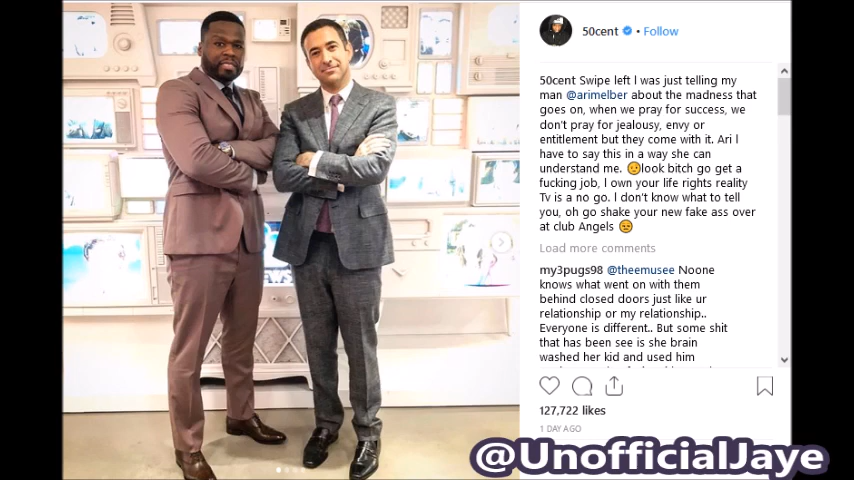 50cent • Follow
50cent Swipe left I was just telling my
man @arimelber about the madness that
goes on, when we pray for success, we
don't pray for jealousy, envy or
entitlement but they come with it. Ari I
have to say this in a way she can
understand me. 😠look bitch go get a
fucking job, I own your life rights reality
Tv is a no go. I don't know what to tell
you, oh go shake your new fake ass over
at club Angels 😠
Load more comments
my3pugs98 @theemusee Noone
knows what went on with them
behind closed doors just like ur
relationship or my relationship..
Everyone is different.. But some shit
that has been see is she brain
washed her kid and used him
127,722 likes
1 DAY AGO
@UnofficialJaye